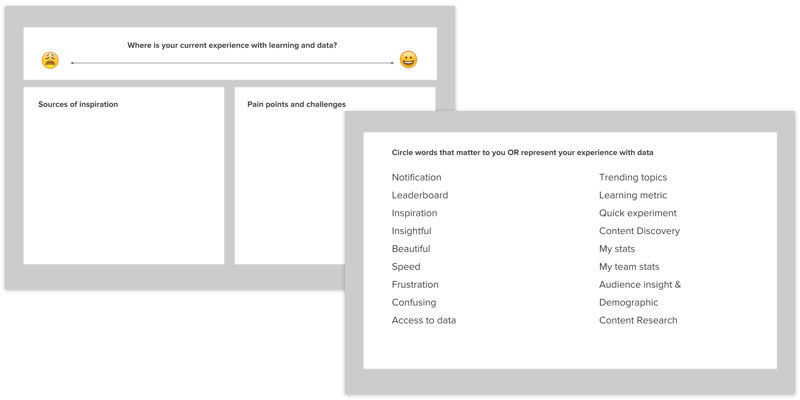 Where is your current experience with learning and data?
Sources of inspiration
Pain points and challenges
Circle words that matter to you OR represent your experience with data
Notification
Leaderboard
Inspiration
Insightful
Beautiful
Speed
Frustration
Confusing
Access to data
Trending topics
Learning metric
Quick experiment
Content Discovery
My stats
My team stats
Audience insight &
Demographic
Content Research